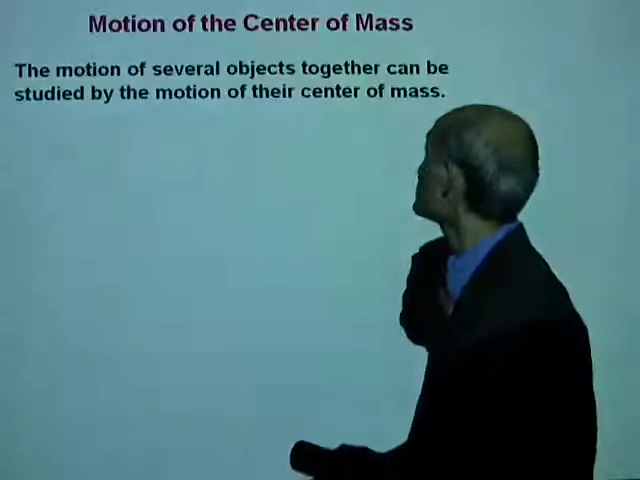 Motion of the Center of Mass
The motion of several objects together can be
studied by the motion of their center of mass.